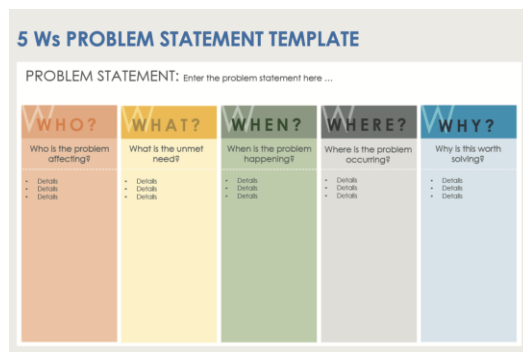 5 Ws PROBLEM STATEMENT TEMPLATE
PROBLEM STATEMENT: Enter the problem statement here ...
WHO?
Who is the problem
affecting?
• Details
• Details
• Details
WHAT?
What is the unmet
need?
• Details
• Details
• Details
WHEN?
When is the problem
happening?
• Details
• Details
• Details
WHERE?
Where is the problem
occurring?
• Details
• Details
• Details
WHY?
Why is this worth
solving?
• Details
• Details
• Details